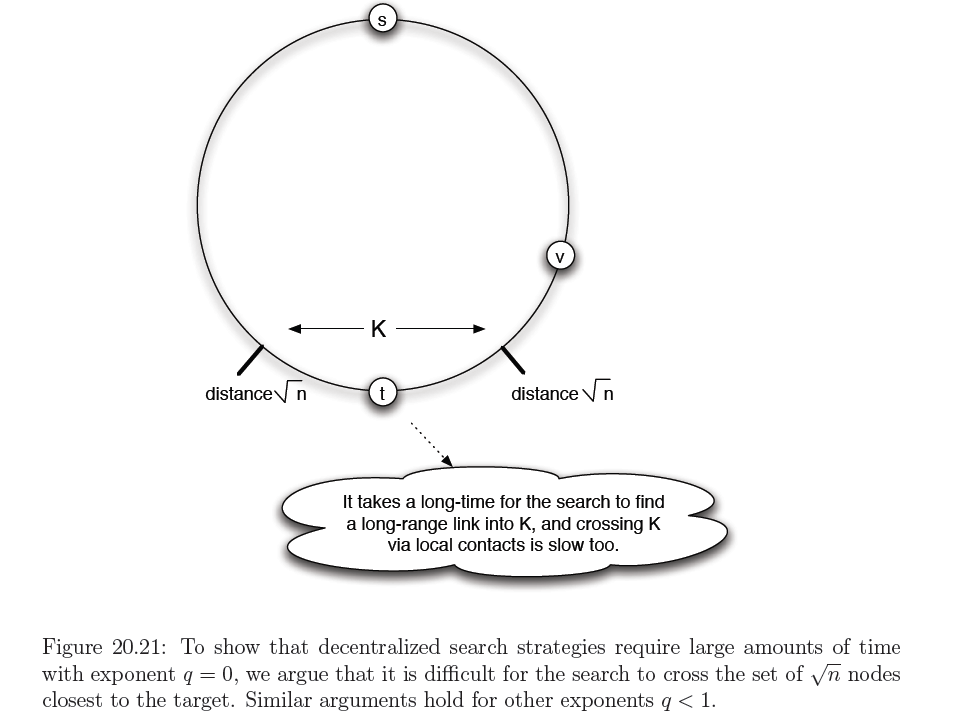 s
v
K
distance √n
distance √n
t
It takes a long-time for the search to find
a long-range link into K, and crossing K
via local contacts is slow too.
Figure 20.21: To show that decentralized search strategies require large amounts of time
with exponent q = 0, we argue that it is difficult for the search to cross the set of √n nodes
closest to the target. Similar arguments hold for other exponents q < 1.